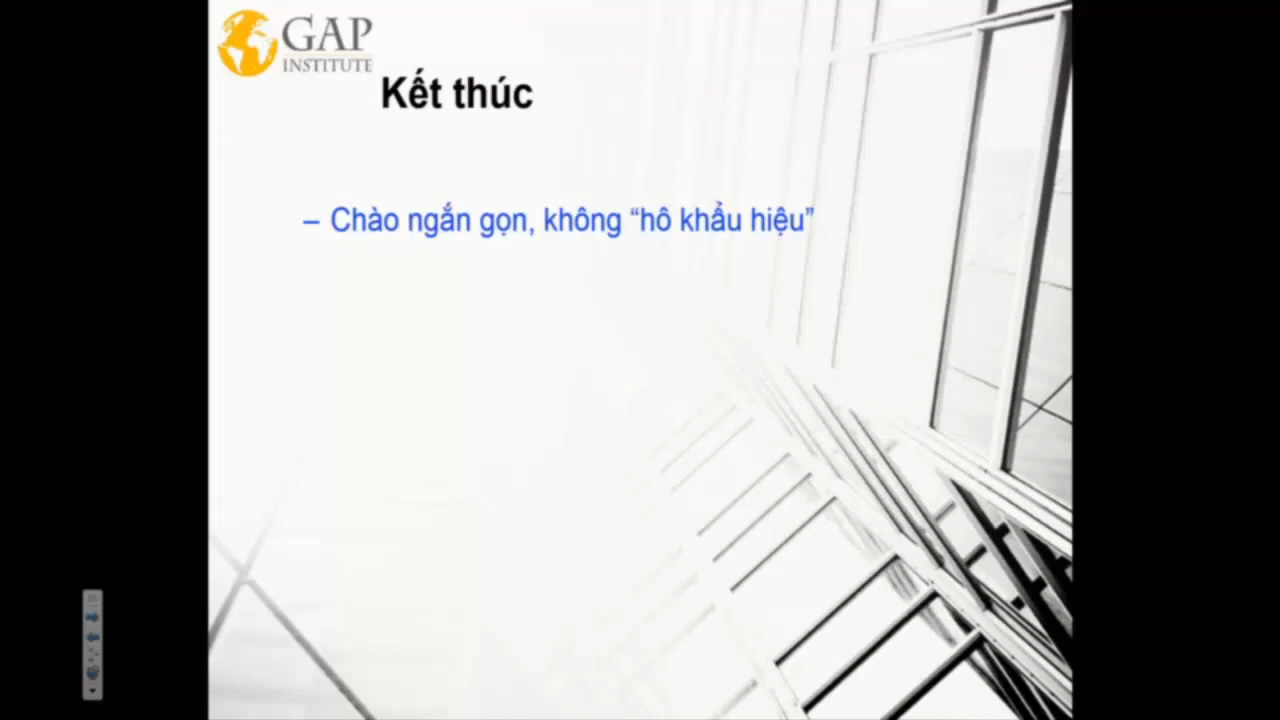 GAP
INSTITUTE
Kết thúc
– Chào ngắn gọn, không “hô khẩu hiệu”